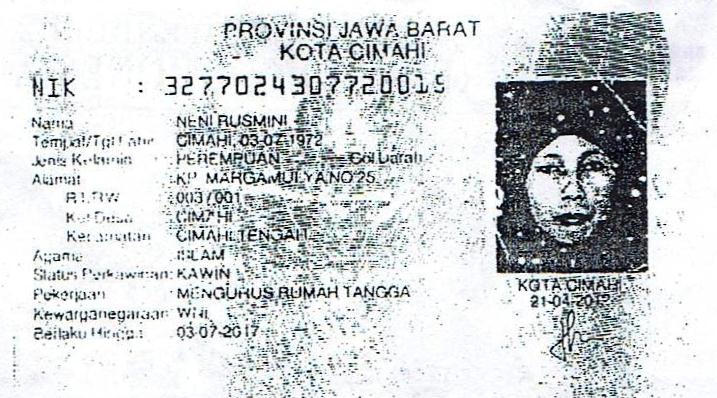 PROVINSI JAWA BARAT
KOTA CIMAHI
NIK : 3277024307720015
Nama NENI RUSMINI
Tempat/Tgl Lahir CIMAHI, 03-07-1972
Jenis Kelamin : PEREMPUAN Gol Darah
Alamat KP. MARGAMULYA NO 25
RT/RW : 003/001
Kel/Desa : CIMAHI
Kecamatan : CIMAHI TENGAH
Agama : ISLAM
Status Perkawinan: KAWIN
Pekerjaan : MENGURUS RUMAH TANGGA
Kewarganegaraan: WNI
Berlaku Hingga : 03-07-2017
KOTA CIMAHI
21-04-2012